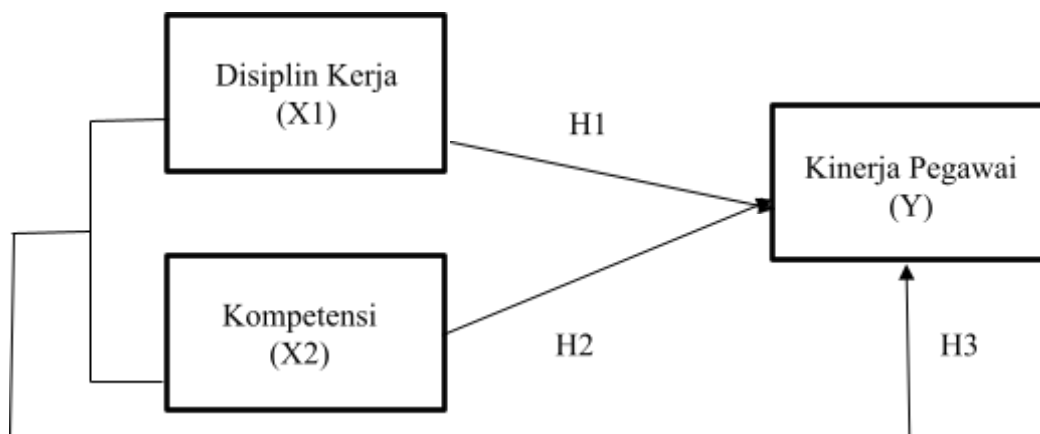 Disiplin Kerja
(X1)
H1
Kinerja Pegawai
(Y)
Kompetensi
(X2)
H2
H3